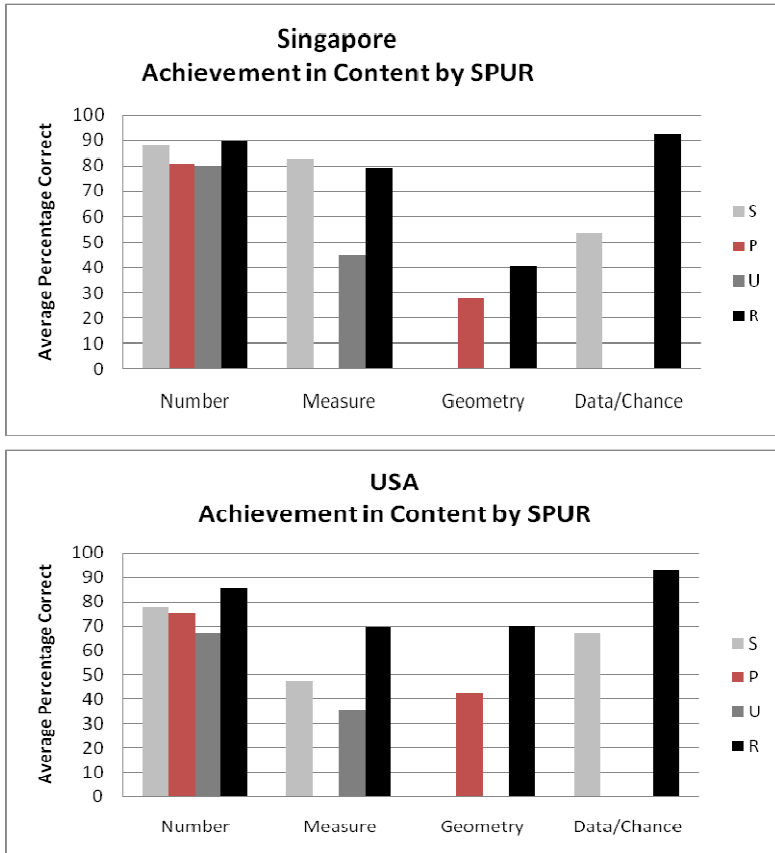 Singapore
Achievement in Content by SPUR
Average Percentage Correct
100
90
80
70
60
50
40
30
20
10
0
Number Measure Geometry Data/Chance
S
P
U
R
USA
Achievement in Content by SPUR
Average Percentage Correct
100
90
80
70
60
50
40
30
20
10
0
Number Measure Geometry Data/Chance
S
P
U
R